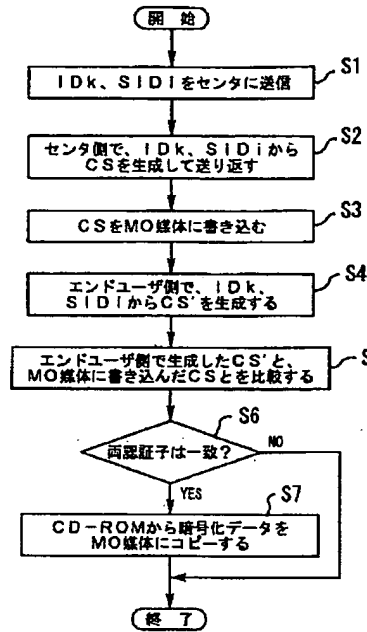 開 始
S1
IDk、SIDiをセンタに送信
S2
センタ側で、IDk、SIDiから
CSを生成して送り返す
S3
CSをMO媒体に書き込む
S4
エンドユーザ側で、IDk、
SIDiからCS'を生成する
S
エンドユーザ側で生成したCS'と、
MO媒体に書き込んだCSとを比較する
S6
両認証子は一致?
NO
YES
S7
CD-ROMから暗号化データを
MO媒体にコピーする
終 了